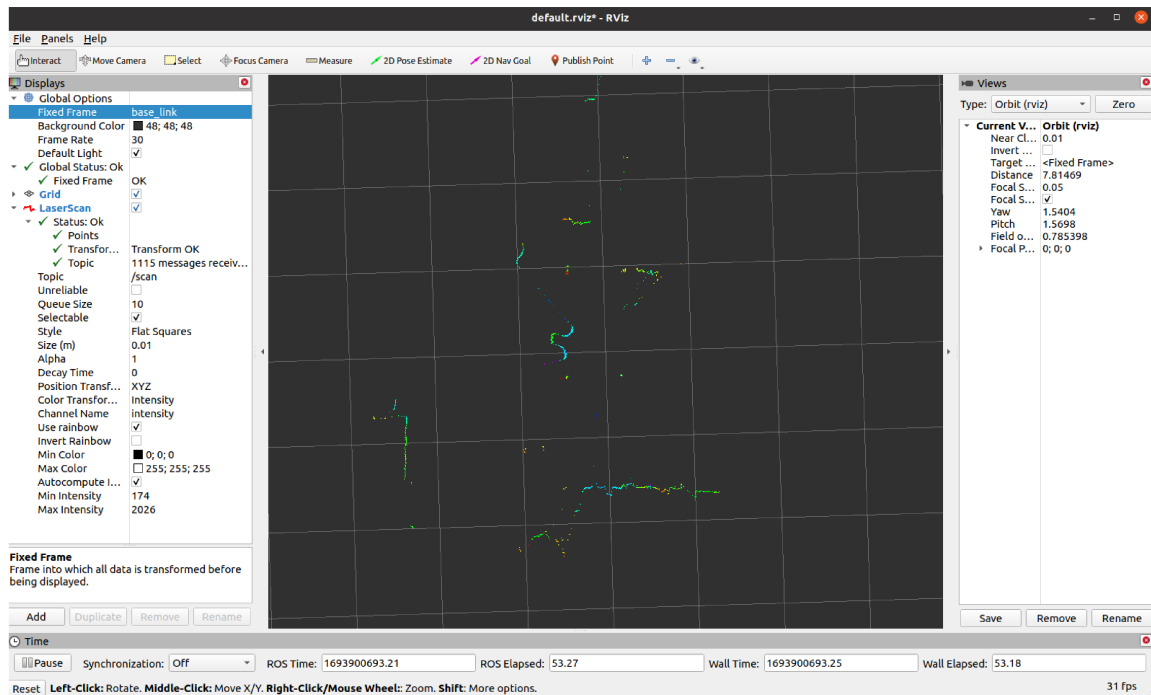 default.rviz* - RViz
File Panels Help
Interact Move Camera Select Focus Camera Measure 2D Pose Estimate 2D Nav Goal Publish Point
Displays
Global Options
Fixed Frame base_link
Background Color 48; 48; 48
Frame Rate 30
Default Light
Global Status: Ok
Fixed Frame OK
Grid
LaserScan
Status: Ok
Points
Transfor... Transform OK
Topic 1115 messages receiv...
Topic /scan
Unreliable
Queue Size 10
Selectable
Style Flat Squares
Size (m) 0.01
Alpha 1
Decay Time 0
Position Transf... XYZ
Color Transfor... Intensity
Channel Name intensity
Use rainbow
Invert Rainbow
Min Color 0; 0; 0
Max Color 255; 255; 255
Autocompute I...
Min Intensity 174
Max Intensity 2026
Fixed Frame
Frame into which all data is transformed before
being displayed.
Add Duplicate Remove Rename
Views
Type: Orbit (rviz) Zero
Current V... Orbit (rviz)
Near Cl... 0.01
Invert ...
Target ... <Fixed Frame>
Distance 7.81469
Focal S... 0.05
Focal S...
Yaw 1.5404
Pitch 1.5698
Field o... 0.785398
Focal P... 0; 0; 0
Save Remove Rename
Time
Pause Synchronization: Off ROS Time: 1693900693.21 ROS Elapsed: 53.27 Wall Time: 1693900693.25 Wall Elapsed: 53.18
Reset Left-Click: Rotate. Middle-Click: Move X/Y. Right-Click/Mouse Wheel:: Zoom. Shift: More options. 31 fps